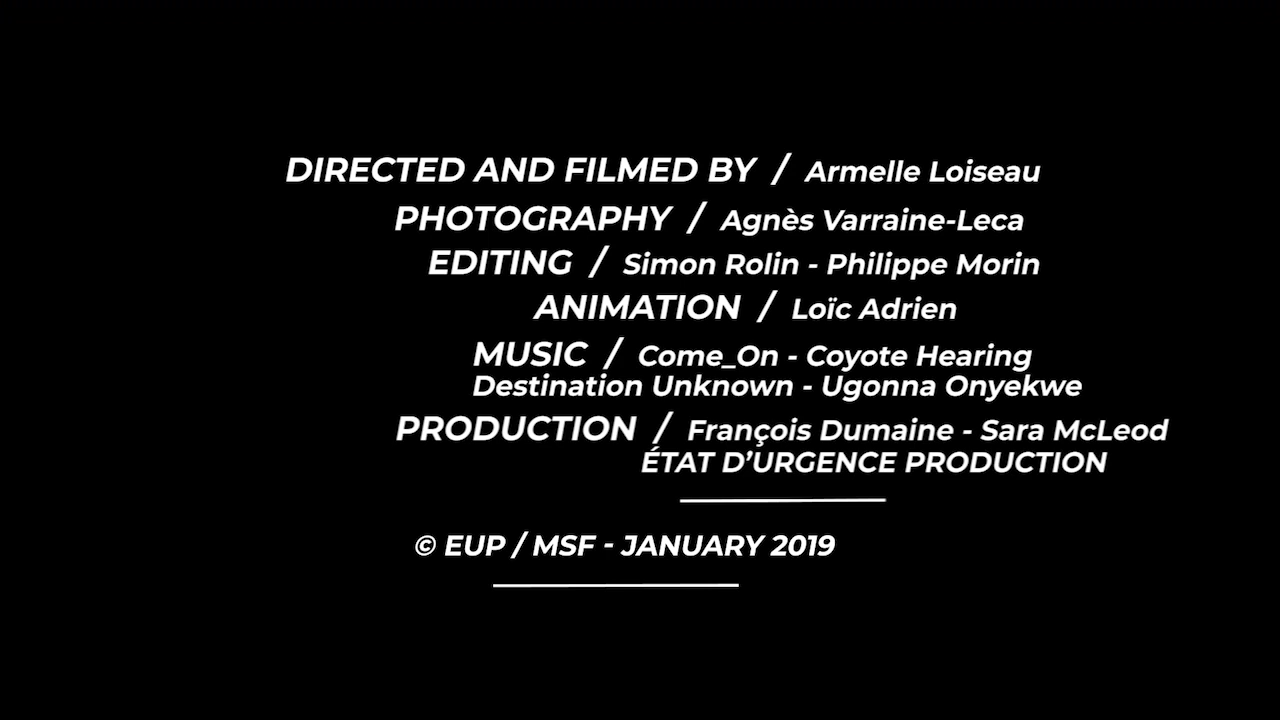 DIRECTED AND FILMED BY / Armelle Loiseau
PHOTOGRAPHY / Agnès Varraine-Leca
EDITING / Simon Rolin - Philippe Morin
ANIMATION / Loïc Adrien
MUSIC / Come_On - Coyote Hearing
Destination Unknown - Ugonna Onyekwe
PRODUCTION / François Dumaine - Sara McLeod
ÉTAT D’URGENCE PRODUCTION
© EUP / MSF - JANUARY 2019